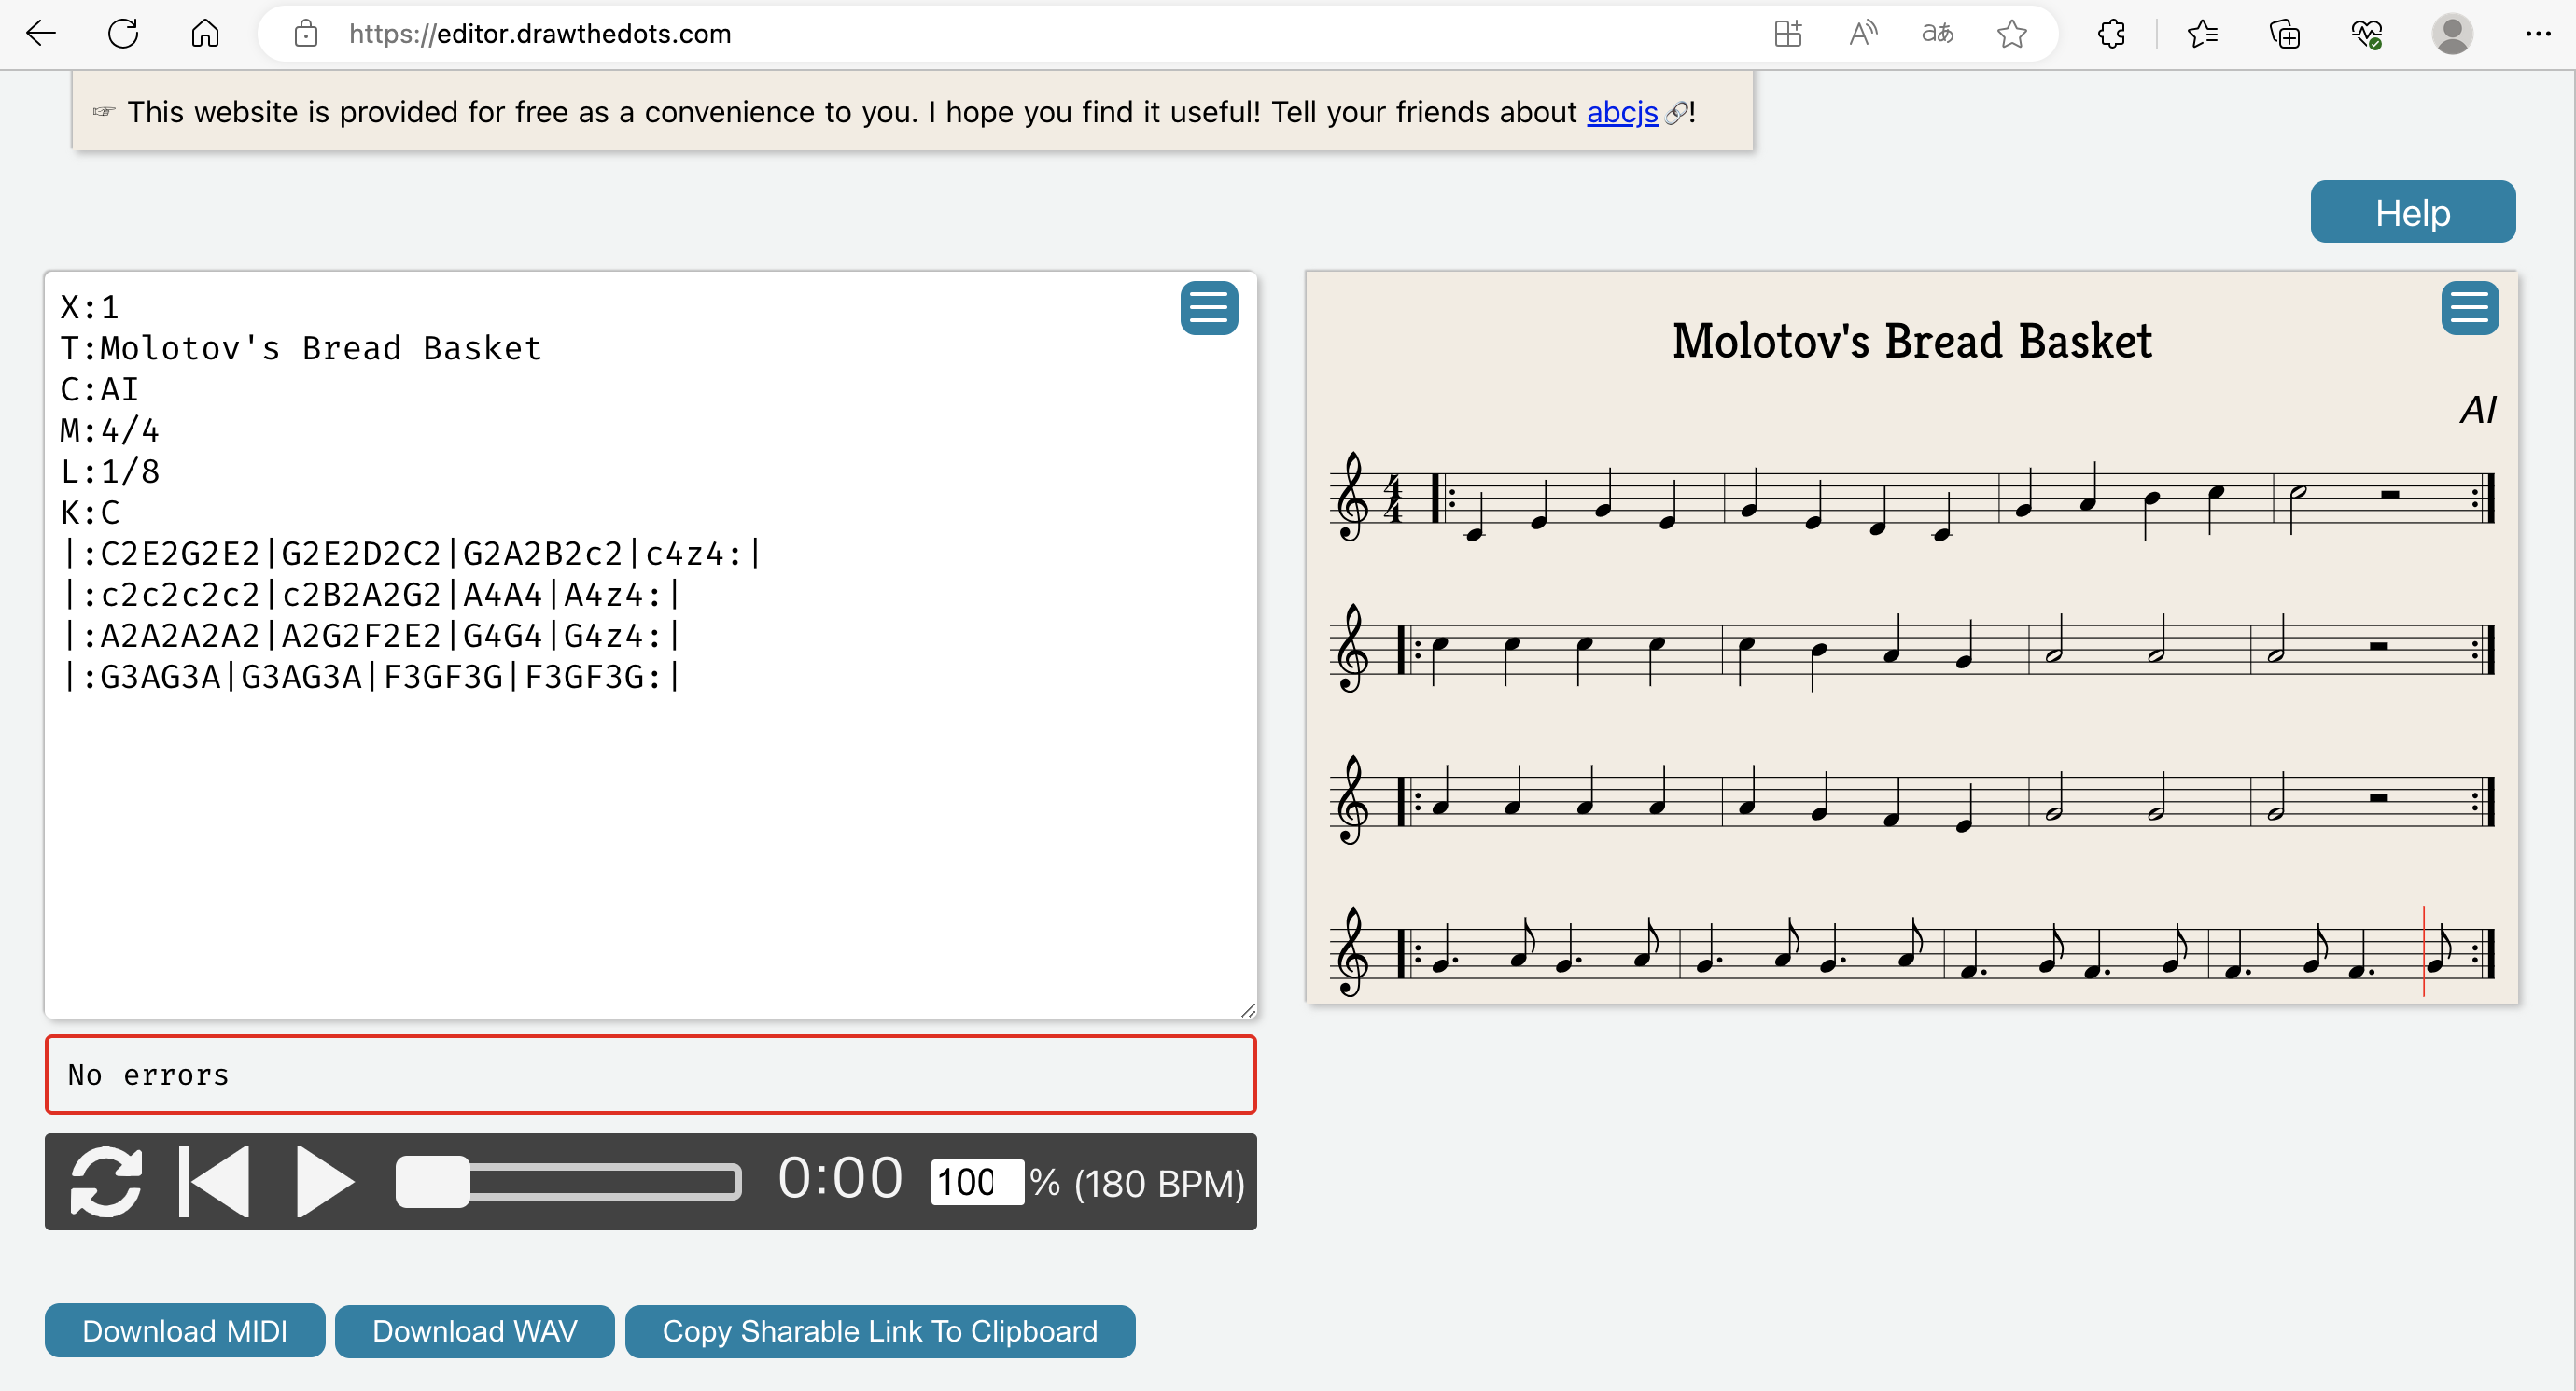 https://editor.drawthedots.com
☞ This website is provided for free as a convenience to you. I hope you find it useful! Tell your friends about abcjs🔗!
Help
X:1
T:Molotov's Bread Basket
C:AI
M:4/4
L:1/8
K:C
|:C2E2G2E2|G2E2D2C2|G2A2B2c2|c4z4:|
|:c2c2c2c2|c2B2A2G2|A4A4|A4z4:|
|:A2A2A2A2|A2G2F2E2|G4G4|G4z4:|
|:G3AG3A|G3AG3A|F3GF3G|F3GF3G:|
Molotov's Bread Basket
AI
4
4
No errors
0:00 100 % (180 BPM)
Download MIDI Download WAV Copy Sharable Link To Clipboard